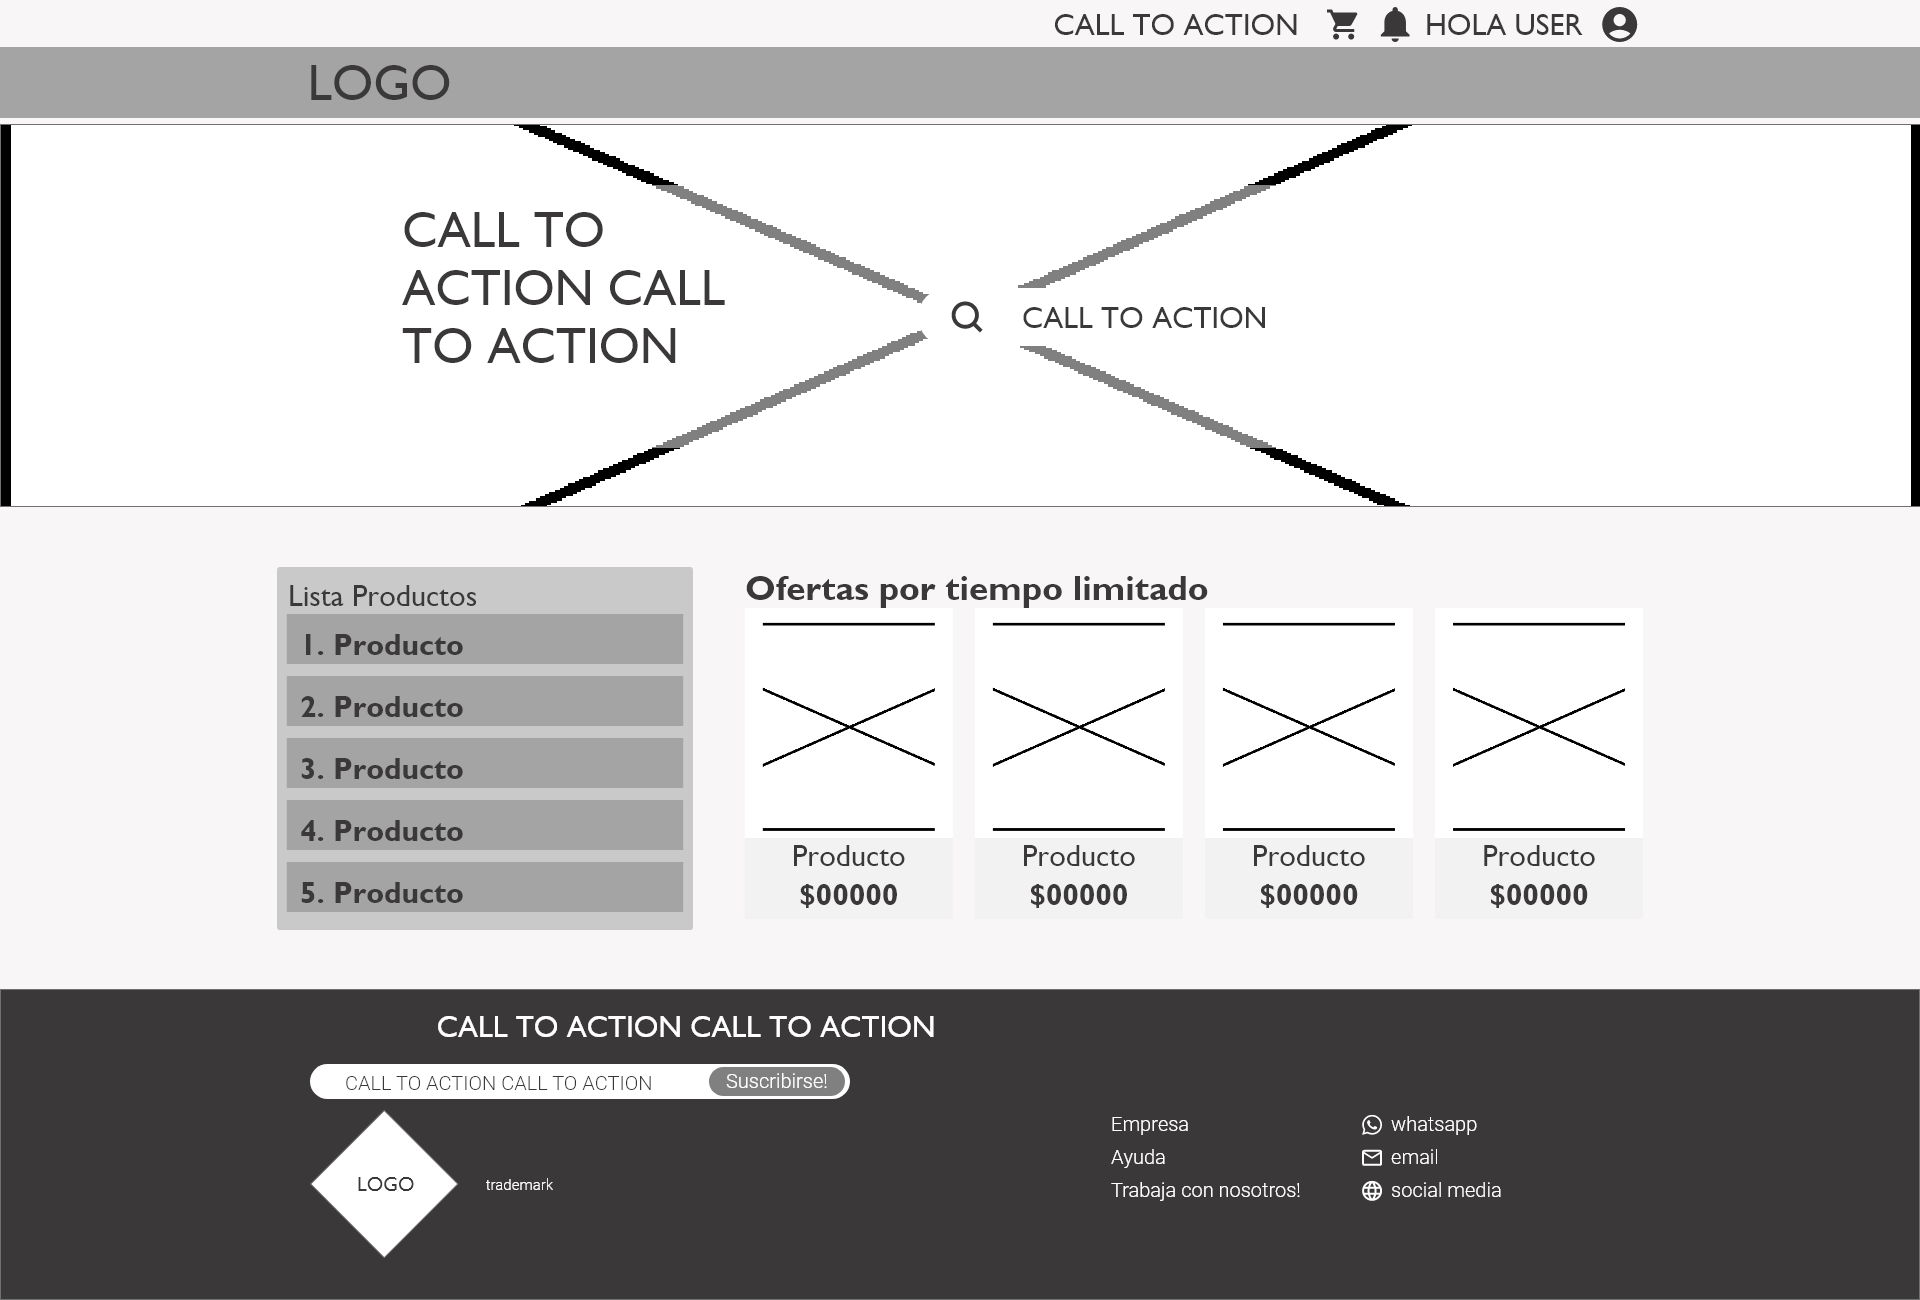 CALL TO ACTION HOLA USER
LOGO
CALL TO
ACTION CALL
TO ACTION
CALL TO ACTION
Lista Productos
1. Producto
2. Producto
3. Producto
4. Producto
5. Producto
Ofertas por tiempo limitado
Producto
$00000
Producto
$00000
Producto
$00000
Producto
$00000
CALL TO ACTION CALL TO ACTION
CALL TO ACTION CALL TO ACTION
Suscribirse!
LOGO
trademark
Empresa
Ayuda
Trabaja con nosotros!
whatsapp
email
social media